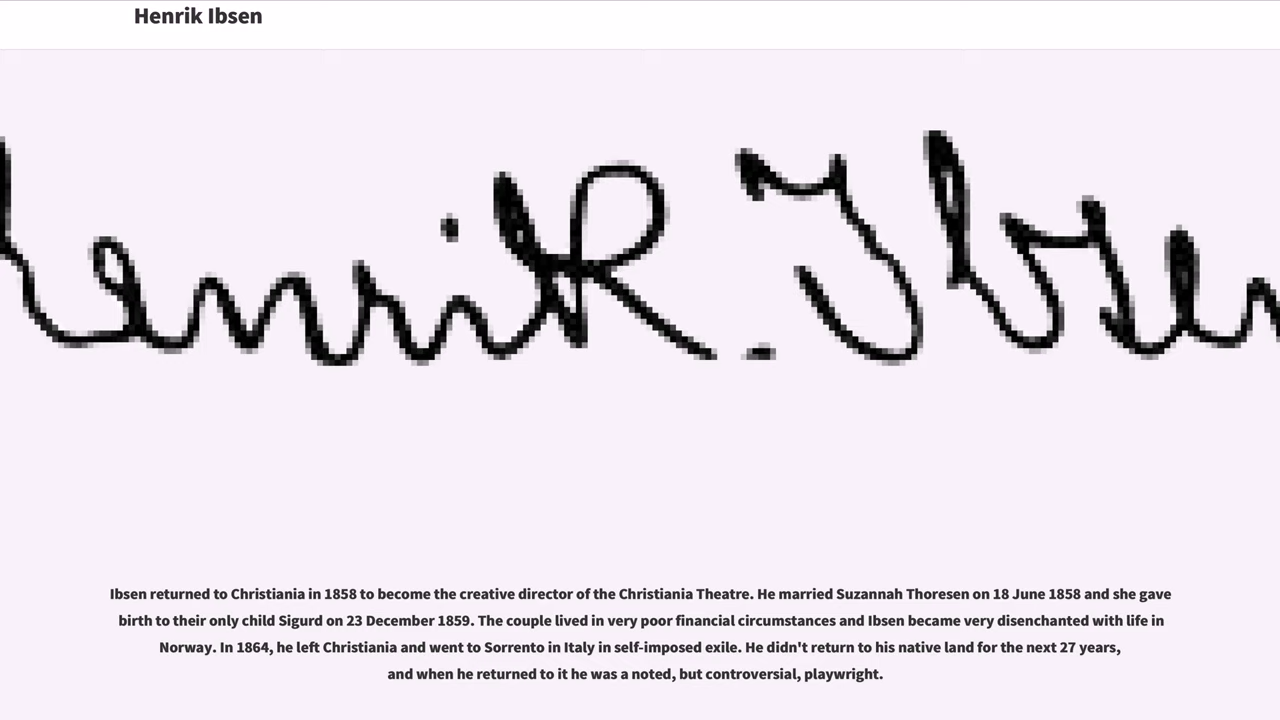 Henrik Ibsen
Henrik Ibsen
Ibsen returned to Christiania in 1858 to become the creative director of the Christiania Theatre. He married Suzannah Thoresen on 18 June 1858 and she gave
birth to their only child Sigurd on 23 December 1859. The couple lived in very poor financial circumstances and Ibsen became very disenchanted with life in
Norway. In 1864, he left Christiania and went to Sorrento in Italy in self-imposed exile. He didn't return to his native land for the next 27 years,
and when he returned to it he was a noted, but controversial, playwright.